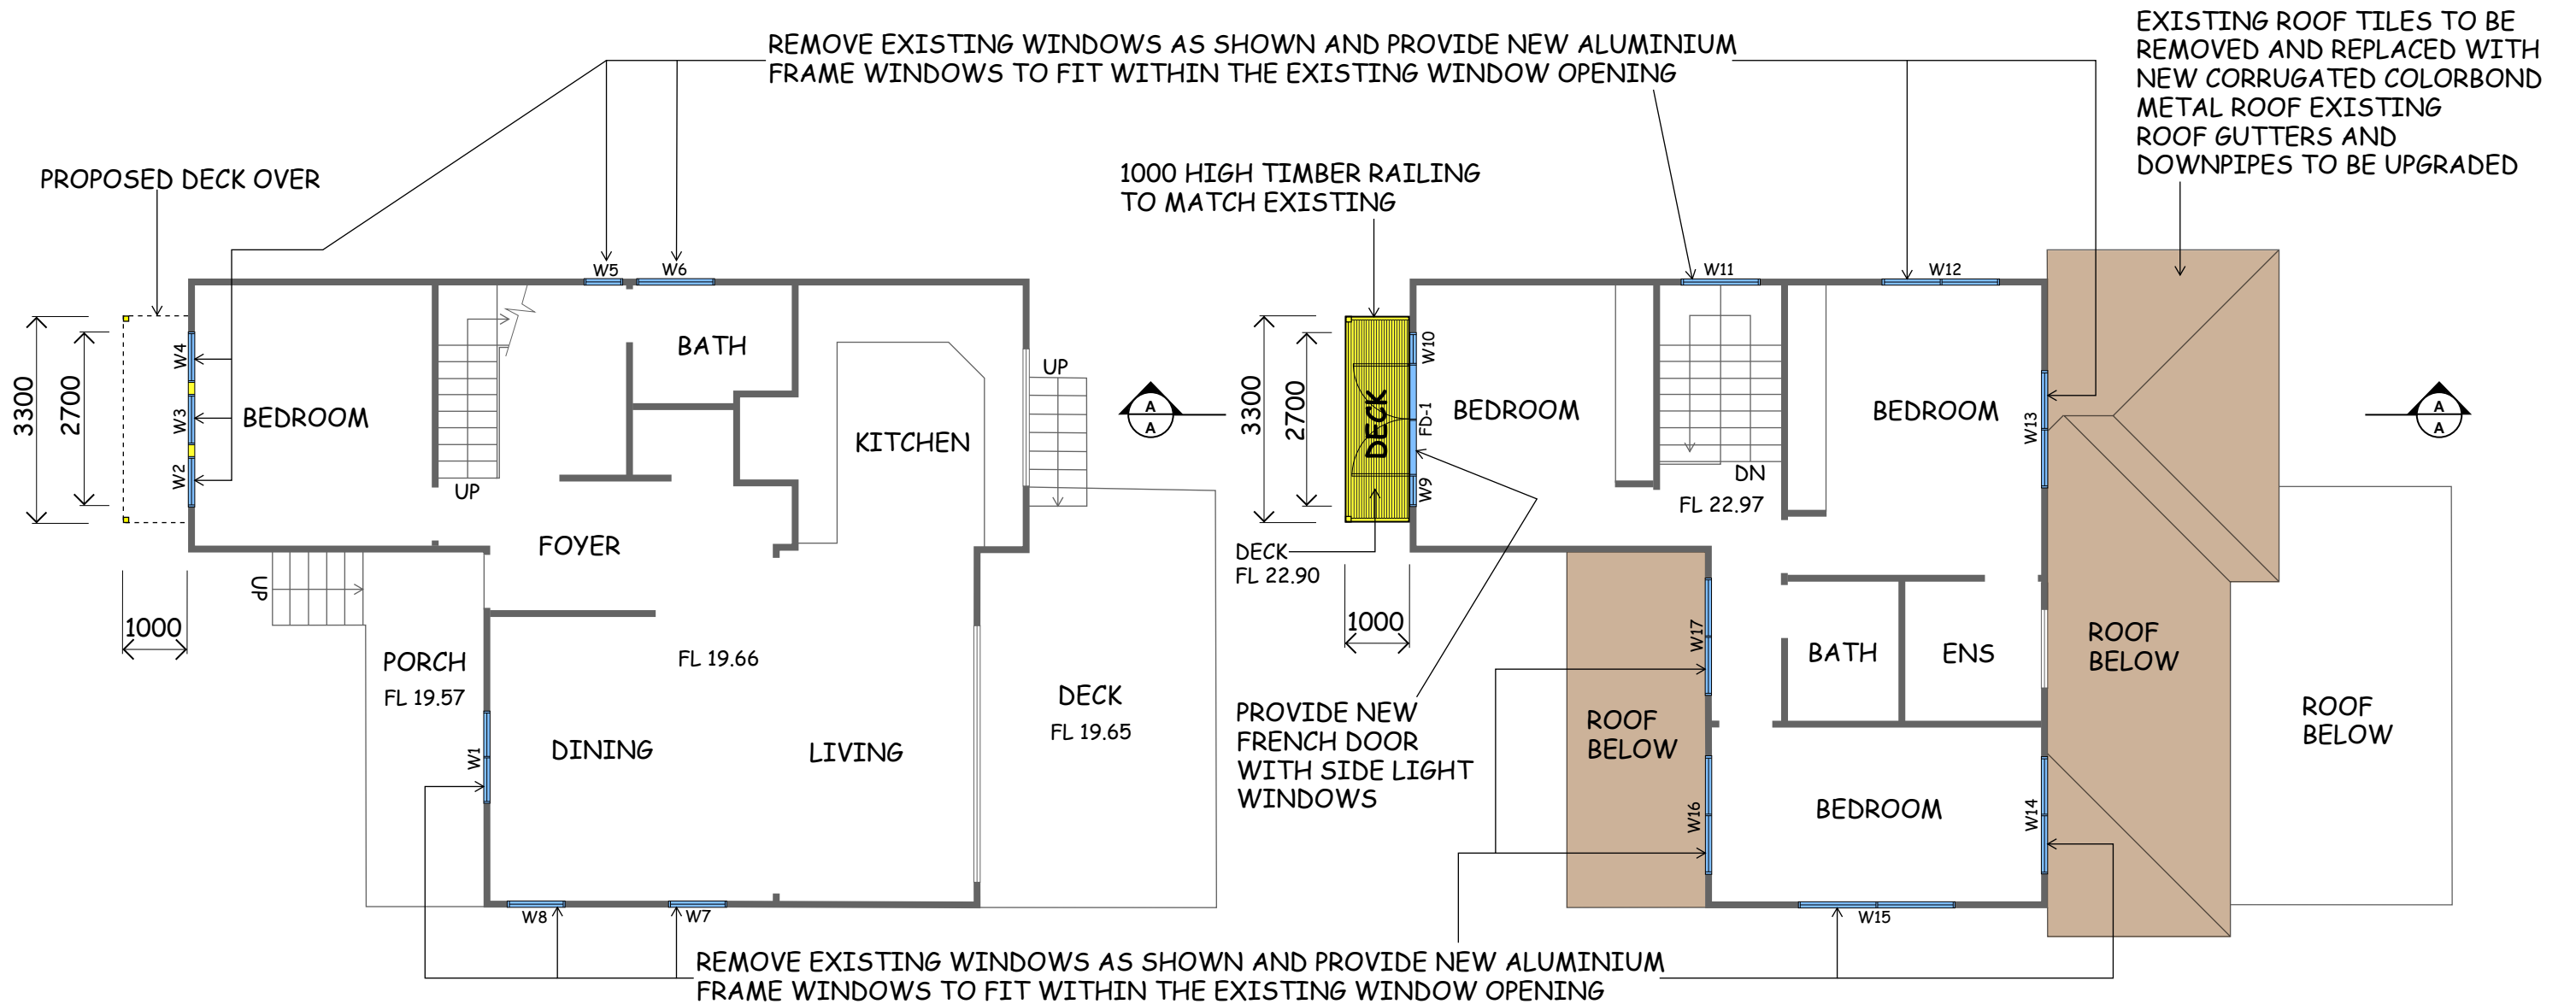 REMOVE EXISTING WINDOWS AS SHOWN AND PROVIDE NEW ALUMINIUM
FRAME WINDOWS TO FIT WITHIN THE EXISTING WINDOW OPENING
EXISTING ROOF TILES TO BE
REMOVED AND REPLACED WITH
NEW CORRUGATED COLORBOND
METAL ROOF EXISTING
ROOF GUTTERS AND
DOWNPIPES TO BE UPGRADED
PROPOSED DECK OVER
1000 HIGH TIMBER RAILING
TO MATCH EXISTING
W5
W6
W4
W3
W2
3300
2700
1000
BEDROOM
UP
BATH
KITCHEN
UP
FOYER
UP
PORCH
FL 19.57
FL 19.66
W1
DINING
LIVING
DECK
FL 19.65
W8
W7
A
A
W11
W12
W10
FD-1
W9
3300
2700
DECK
BEDROOM
DN
FL 22.97
BEDROOM
W13
A
A
DECK
FL 22.90
1000
W17
BATH
ENS
ROOF
BELOW
ROOF
BELOW
ROOF
BELOW
PROVIDE NEW
FRENCH DOOR
WITH SIDE LIGHT
WINDOWS
W16
BEDROOM
W14
W15
REMOVE EXISTING WINDOWS AS SHOWN AND PROVIDE NEW ALUMINIUM
FRAME WINDOWS TO FIT WITHIN THE EXISTING WINDOW OPENING